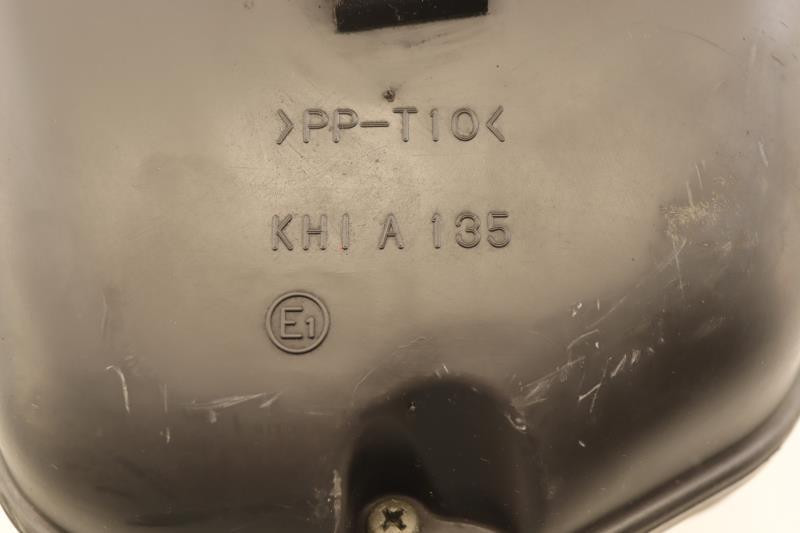 >PP-T10<
KHI A 135
E1